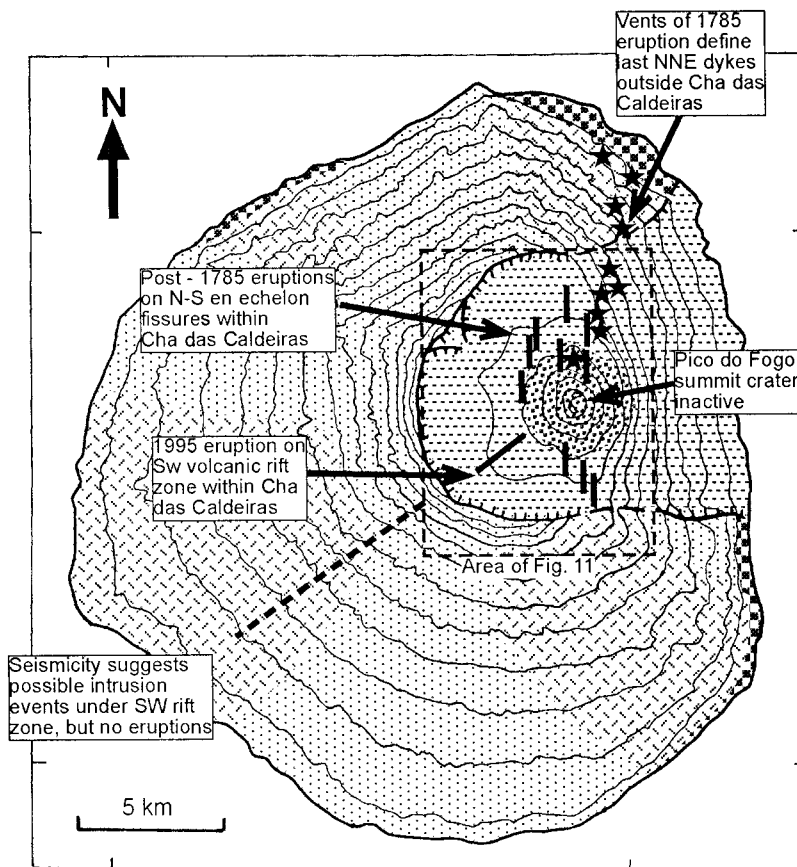 Vents of 1785
eruption define
last NNE dykes
outside Cha das
Caldeiras
N
Post - 1785 eruptions
on N-S en echelon
fissures within
Cha das Caldeiras
Pico do Fogo
summit crater
inactive
1995 eruption on
Sw volcanic rift
zone within Cha
das Caldeiras
Area of Fig. 11
Seismicity suggests
possible intrusion
events under SW rift
zone, but no eruptions
5 km